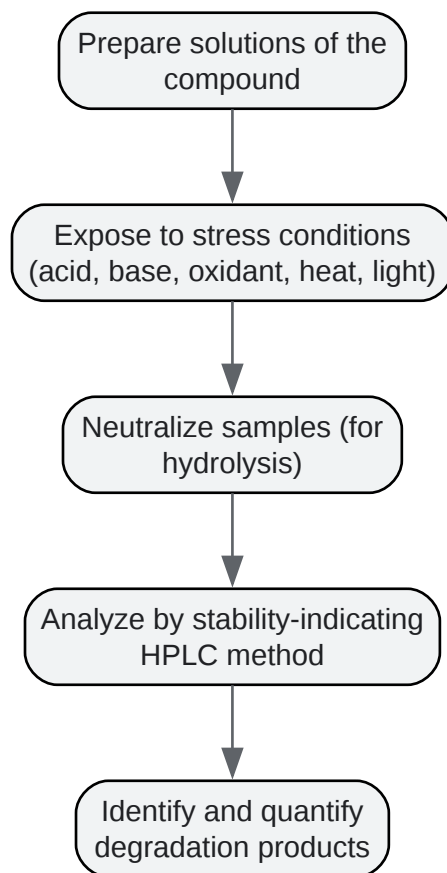 Prepare solutions of the
compound
Expose to stress conditions
(acid, base, oxidant, heat, light)
Neutralize samples (for
hydrolysis)
Analyze by stability-indicating
HPLC method
Identify and quantify
degradation products